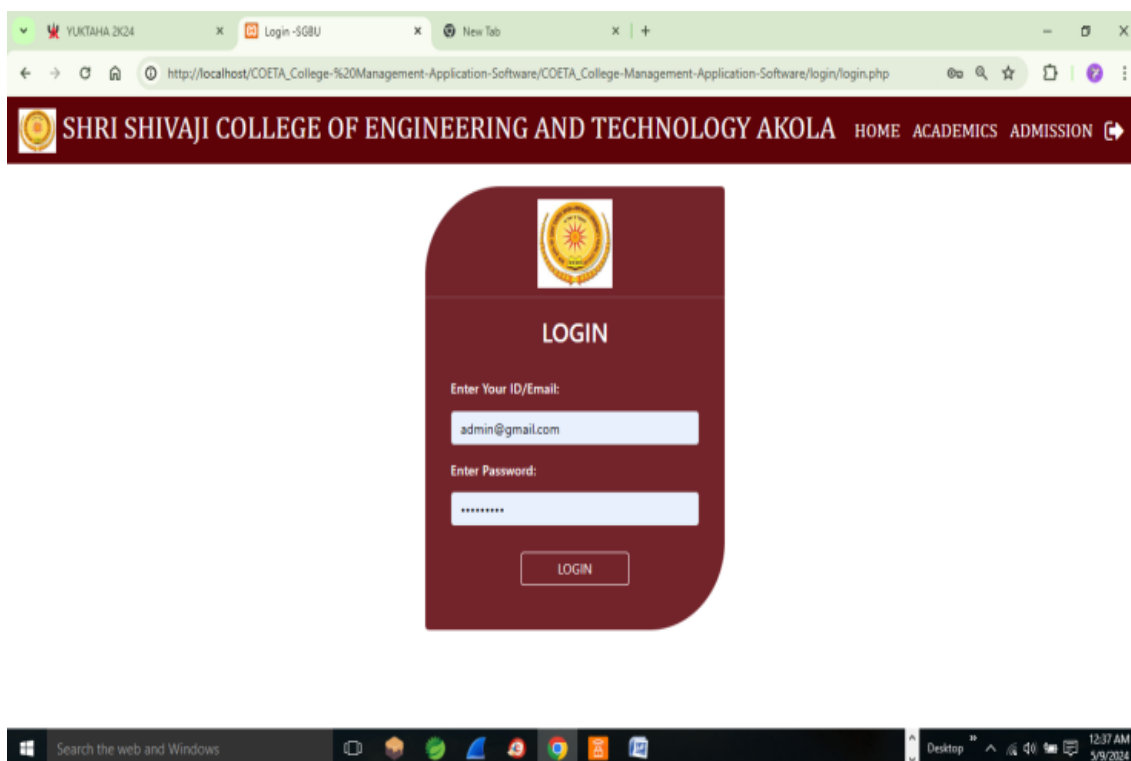 YUKTAHA 2K24
Login -SGBU
New Tab
http://localhost/COETA_College-%20Management-Application-Software/COETA_College-Management-Application-Software/login/login.php
SHRI SHIVAJI COLLEGE OF ENGINEERING AND TECHNOLOGY AKOLA HOME ACADEMICS ADMISSION
LOGIN
Enter Your ID/Email:
admin@gmail.com
Enter Password:
•••••••••
LOGIN
Search the web and Windows
Desktop
12:37 AM
5/9/2024